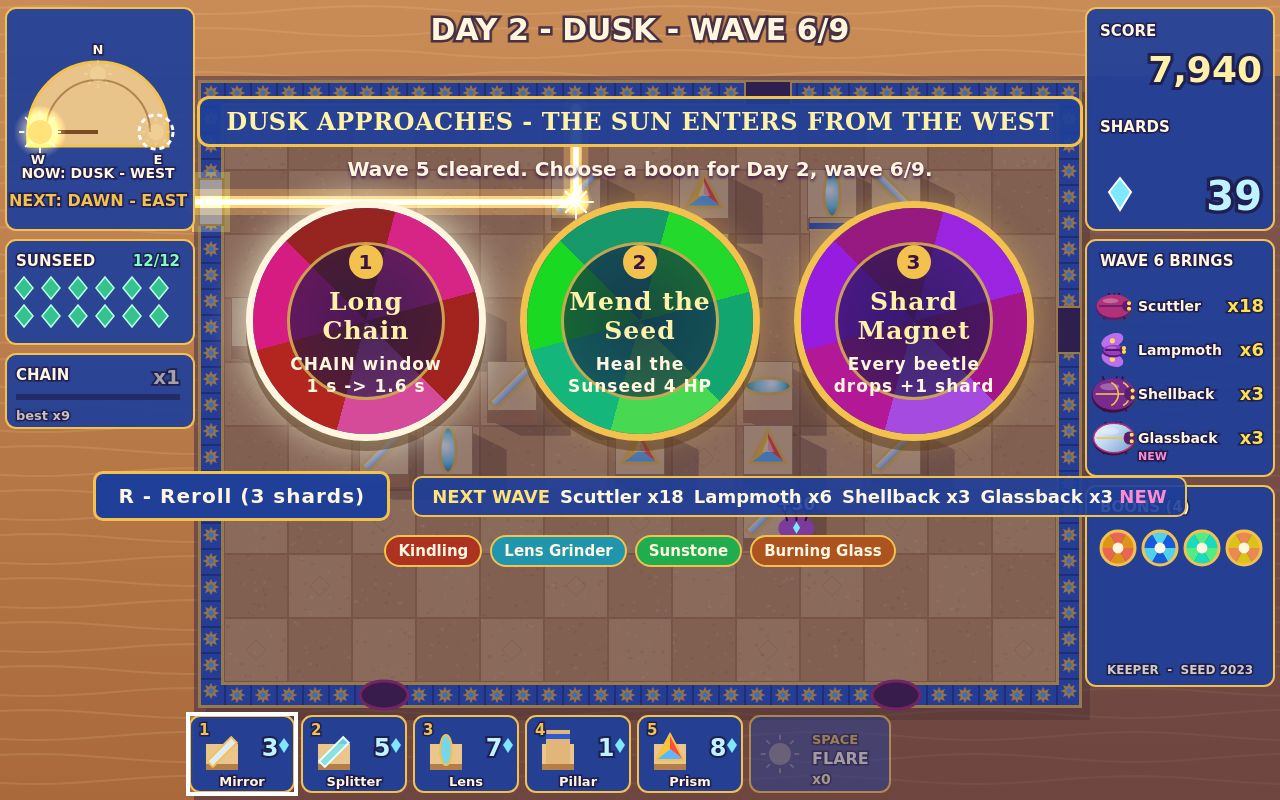 DAY 2 - DUSK - WAVE 6/9
N
W
E
NOW: DUSK - WEST
NEXT: DAWN - EAST
SUNSEED 12/12
CHAIN x1
best x9
DUSK APPROACHES - THE SUN ENTERS FROM THE WEST
Wave 5 cleared. Choose a boon for Day 2, wave 6/9.
1
Long
Chain
CHAIN window
1 s -> 1.6 s
2
Mend the
Seed
Heal the
Sunseed 4 HP
3
Shard
Magnet
Every beetle
drops +1 shard
R - Reroll (3 shards)
NEXT WAVE Scuttler x18 Lampmoth x6 Shellback x3 Glassback x3 NEW
Kindling
Lens Grinder
Sunstone
Burning Glass
SCORE
7,940
SHARDS
39
WAVE 6 BRINGS
Scuttler x18
Lampmoth x6
Shellback x3
Glassback x3
NEW
BOONS (4)
KEEPER - SEED 2023
1 3 Mirror
2 5 Splitter
3 7 Lens
4 1 Pillar
5 8 Prism
SPACE
FLARE
x0